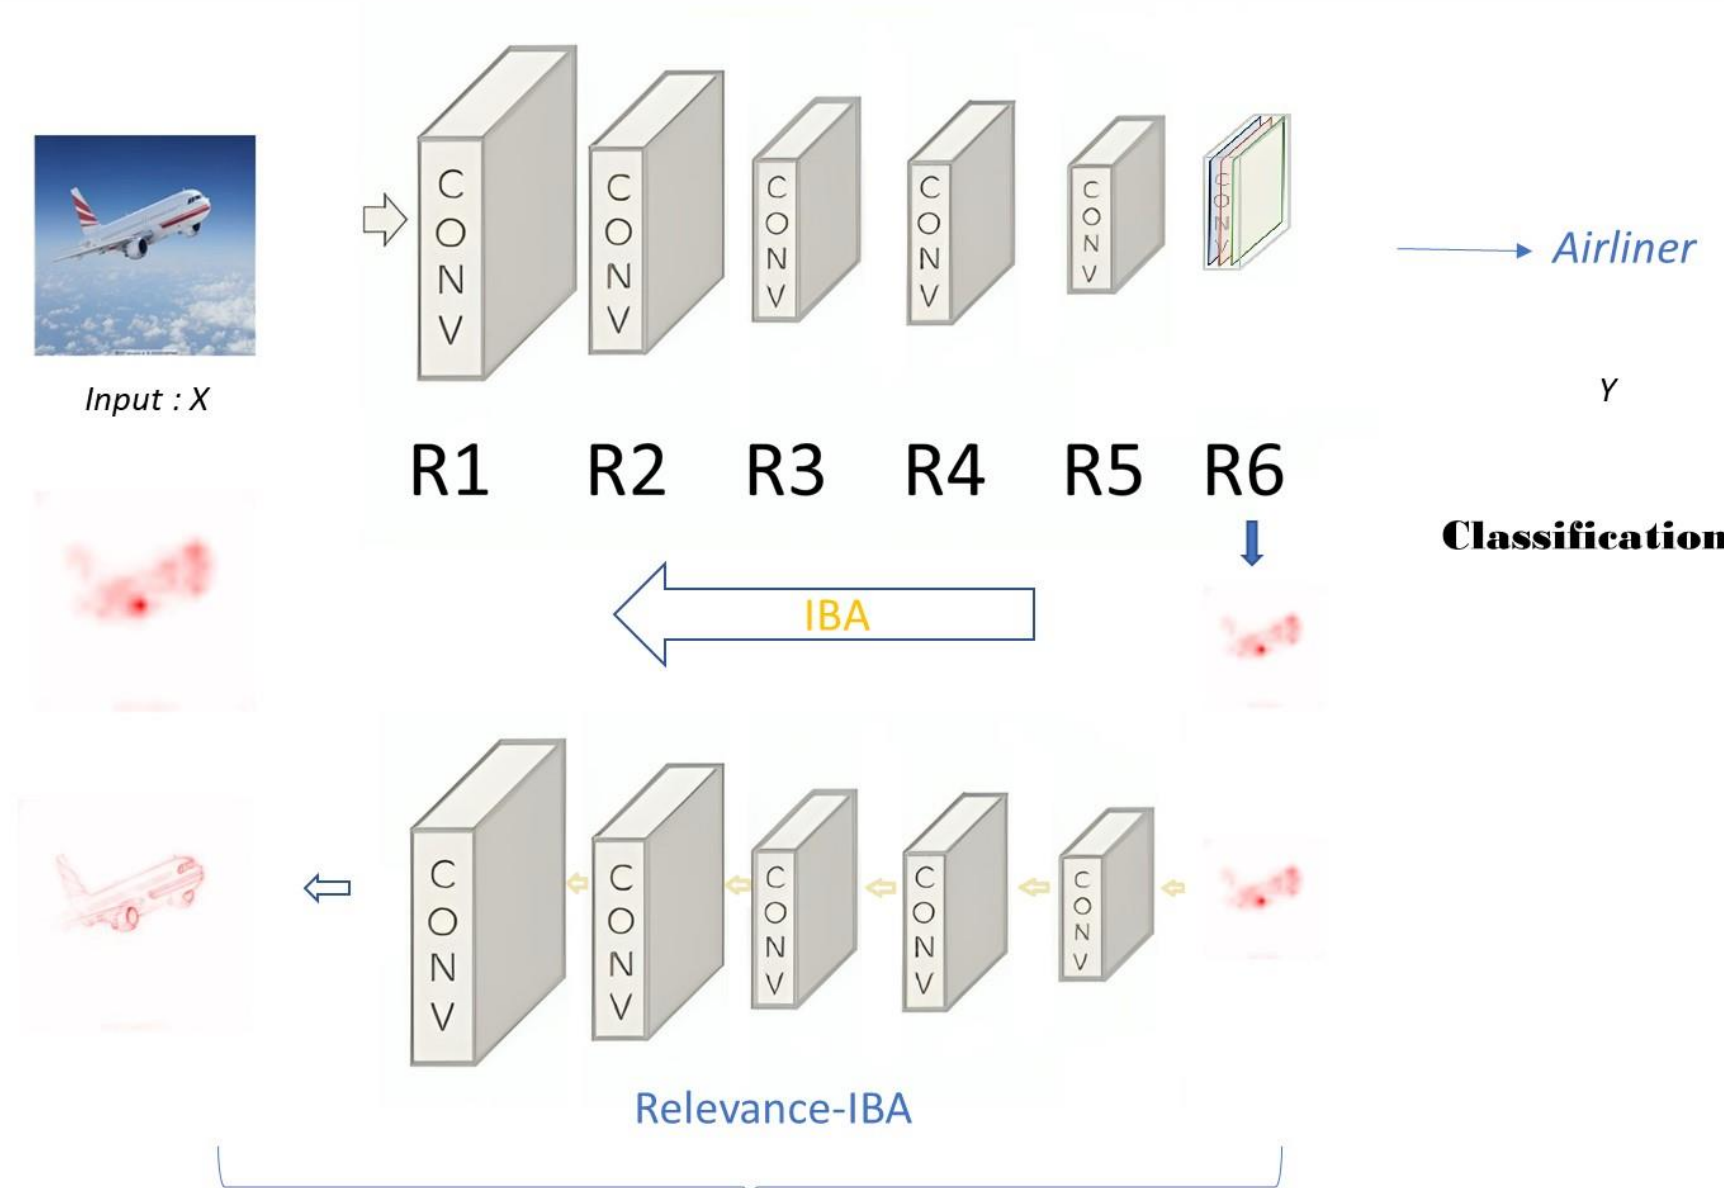 CONV
CONV
CONV
CONV
CONV
CONV
Airliner
Input : X
Y
R1 R2 R3 R4 R5 R6
Classification
IBA
CONV
CONV
CONV
CONV
CONV
Relevance-IBA